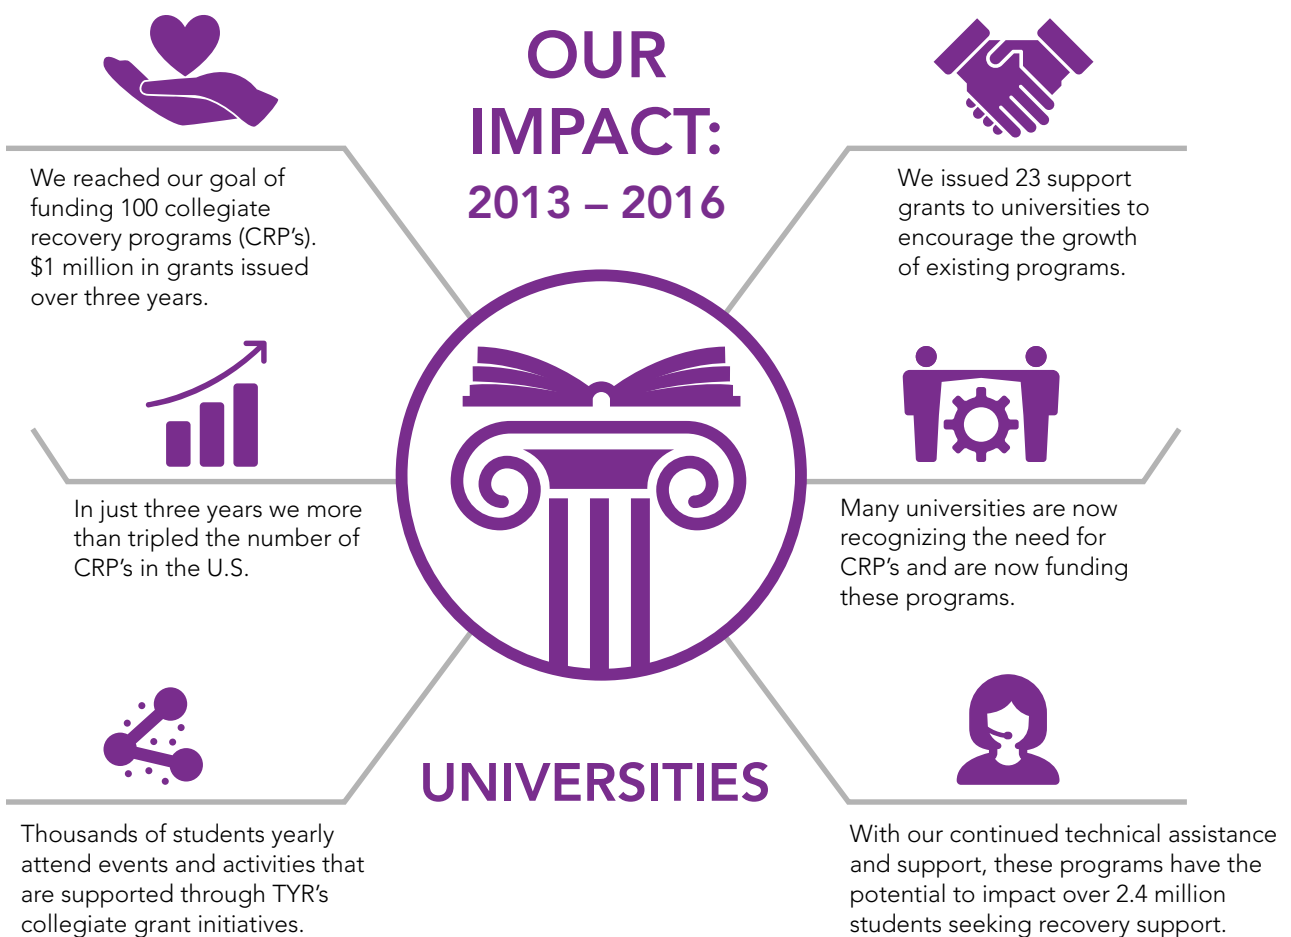 OUR
IMPACT:
2013 – 2016
We reached our goal of
funding 100 collegiate
recovery programs (CRP's).
$1 million in grants issued
over three years.
We issued 23 support
grants to universities to
encourage the growth
of existing programs.
In just three years we more
than tripled the number of
CRP's in the U.S.
Many universities are now
recognizing the need for
CRP's and are now funding
these programs.
UNIVERSITIES
Thousands of students yearly
attend events and activities that
are supported through TYR's
collegiate grant initiatives.
With our continued technical assistance
and support, these programs have the
potential to impact over 2.4 million
students seeking recovery support.